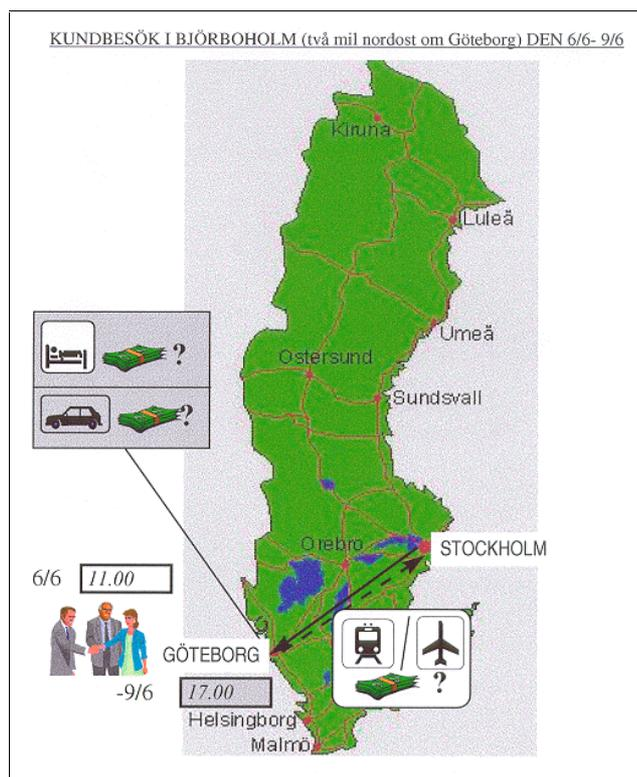 KUNDBESÖK I BJÖRBOHOLM (två mil nordost om Göteborg) DEN 6/6- 9/6
Kiruna
Luleå
Umeå
Ostersund
Sundsvall
?
?
Orebro
STOCKHOLM
6/6 11.00
GÖTEBORG
/
?
-9/6 17.00
Helsingborg
Malmö